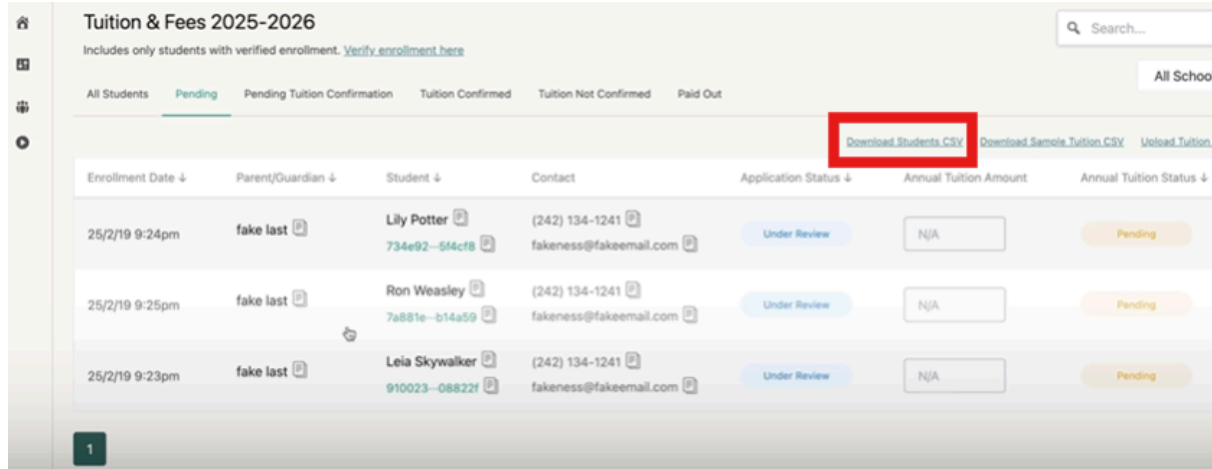 Tuition & Fees 2025-2026
Search...
Includes only students with verified enrollment. Verify enrollment here
All Schoo
All Students Pending Pending Tuition Confirmation Tuition Confirmed Tuition Not Confirmed Paid Out
Download Students CSV Download Sample Tuition CSV Upload Tuition
Enrollment Date ↓ Parent/Guardian ↓ Student ↓ Contact Application Status ↓ Annual Tuition Amount Annual Tuition Status ↓
25/2/19 9:24pm fake last Lily Potter (242) 134-1241 Under Review N/A Pending
734e92...5f4cf8 fakeness@fakeemail.com
25/2/19 9:25pm fake last Ron Weasley (242) 134-1241 Under Review N/A Pending
7a881e...b14a59 fakeness@fakeemail.com
25/2/19 9:23pm fake last Leia Skywalker (242) 134-1241 Under Review N/A Pending
910023...08822f fakeness@fakeemail.com
1